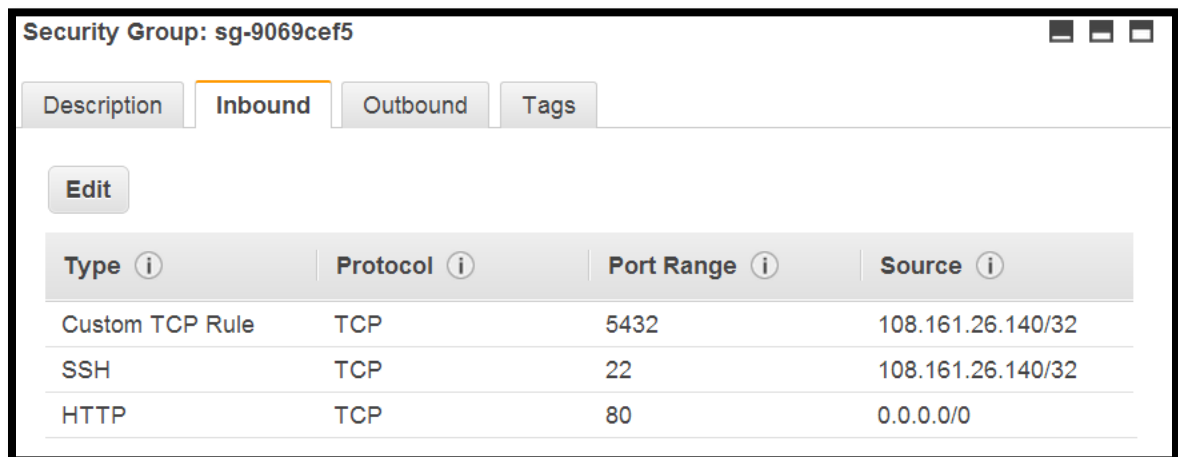 Security Group: sg-9069cef5
Description Inbound Outbound Tags
Edit
Type i Protocol i Port Range i Source i
Custom TCP Rule TCP 5432 108.161.26.140/32
SSH TCP 22 108.161.26.140/32
HTTP TCP 80 0.0.0.0/0